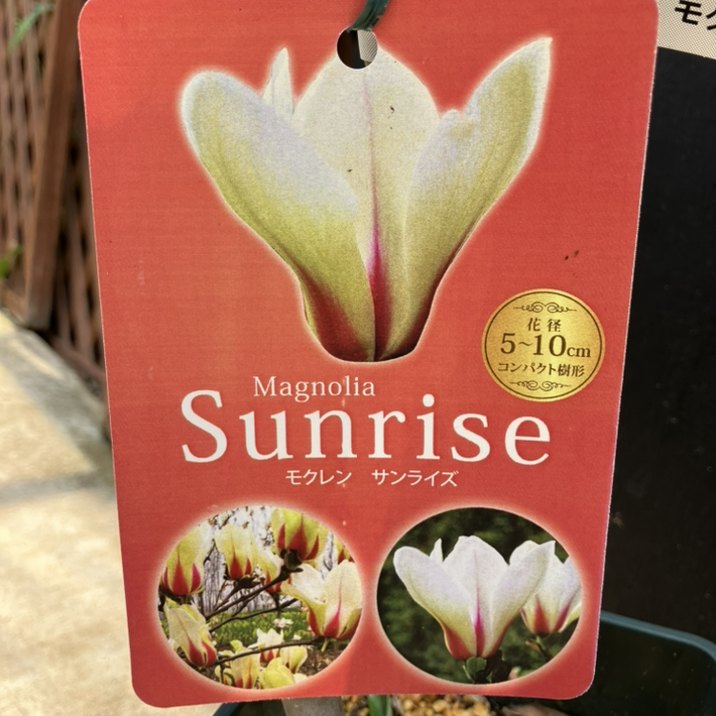 花径
5~10cm
コンパクト樹形
Magnolia
Sunrise
モクレン サンライズ